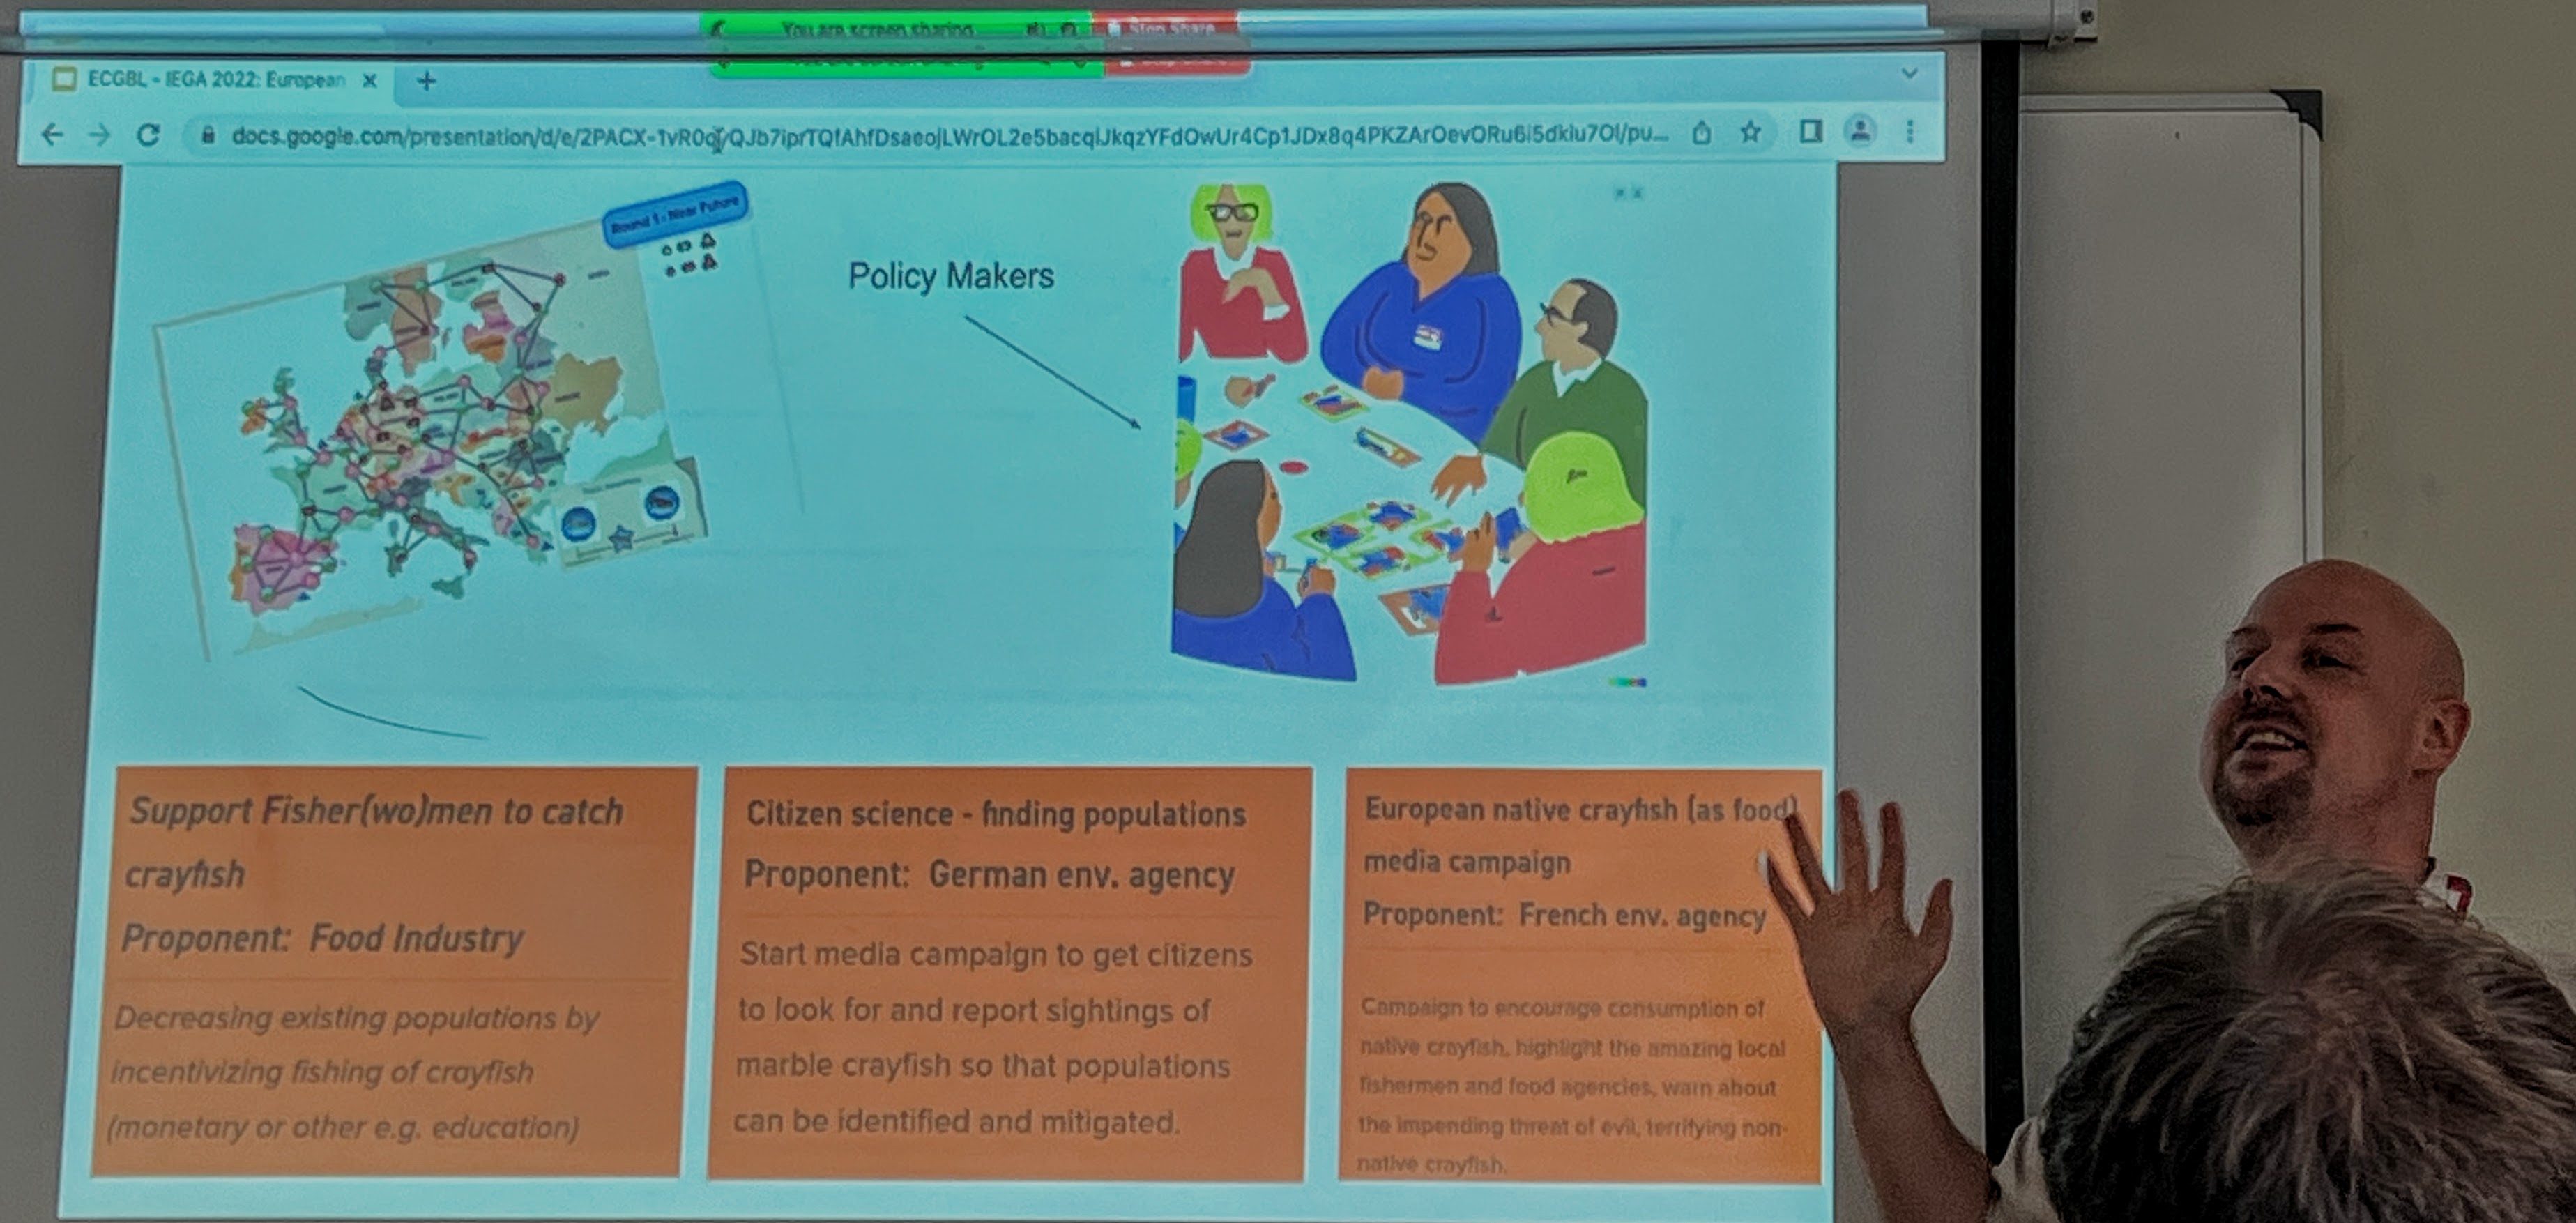 You are screen sharing
Stop Share
ECGBL - IEGA 2022: European
docs.google.com/presentation/d/e/2PACX-1vR0q
Round 1 - Near Future
Policy Makers
Support Fisher(wo)men to catch
crayfish
Proponent: Food Industry
Decreasing existing populations by
incentivizing fishing of crayfish
(monetary or other e.g. education)
Citizen science - finding populations
Proponent: German env. agency
Start media campaign to get citizens
to look for and report sightings of
marble crayfish so that populations
can be identified and mitigated.
European native crayfish (as food)
media campaign
Proponent: French env. agency
Campaign to encourage consumption of
native crayfish, highlight the amazing local
fishermen and food agencies, warn about
the impending threat of evil, terrifying non-
native crayfish.